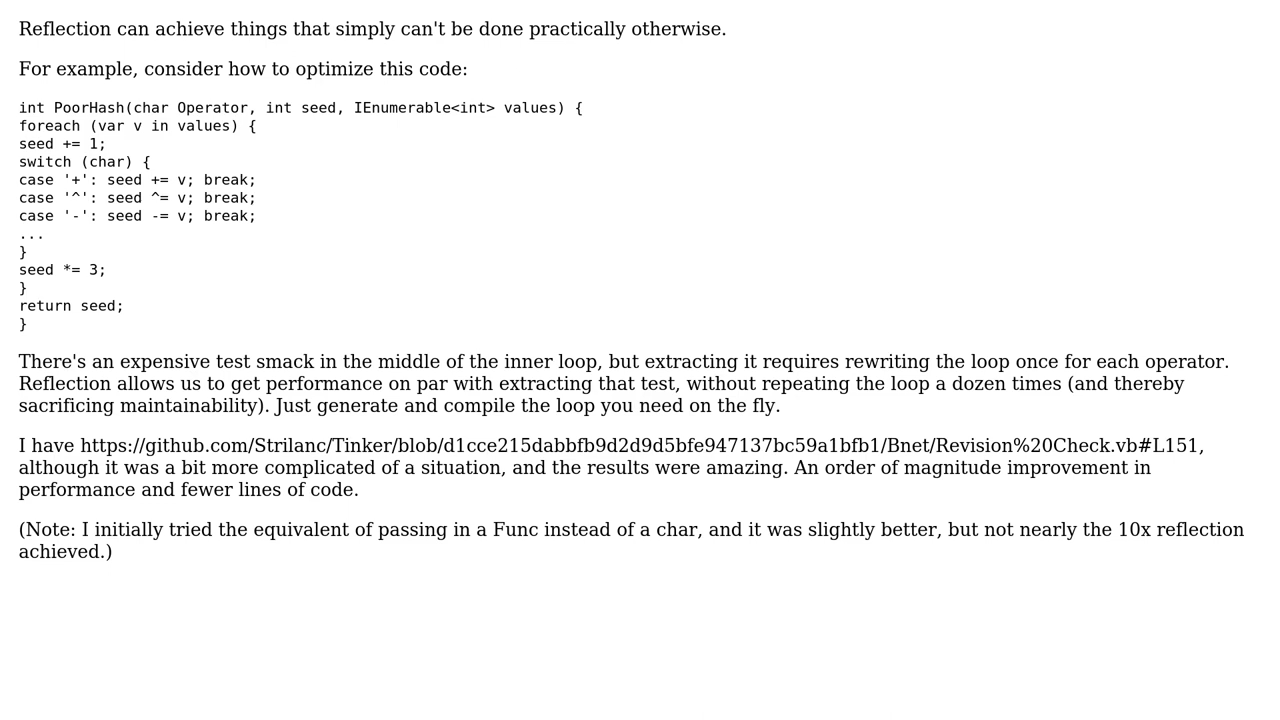 Reflection can achieve things that simply can't be done practically otherwise.
For example, consider how to optimize this code:
int PoorHash(char Operator, int seed, IEnumerable<int> values) {
foreach (var v in values) {
seed += 1;
switch (char) {
case '+': seed += v; break;
case '^': seed ^= v; break;
case '-': seed -= v; break;
...
}
seed *= 3;
}
return seed;
}
There's an expensive test smack in the middle of the inner loop, but extracting it requires rewriting the loop once for each operator.
Reflection allows us to get performance on par with extracting that test, without repeating the loop a dozen times (and thereby
sacrificing maintainability). Just generate and compile the loop you need on the fly.
I have https://github.com/Strilanc/Tinker/blob/d1cce215dabbfb9d2d9d5bfe947137bc59a1bfb1/Bnet/Revision%20Check.vb#L151,
although it was a bit more complicated of a situation, and the results were amazing. An order of magnitude improvement in
performance and fewer lines of code.
(Note: I initially tried the equivalent of passing in a Func instead of a char, and it was slightly better, but not nearly the 10x reflection
achieved.)